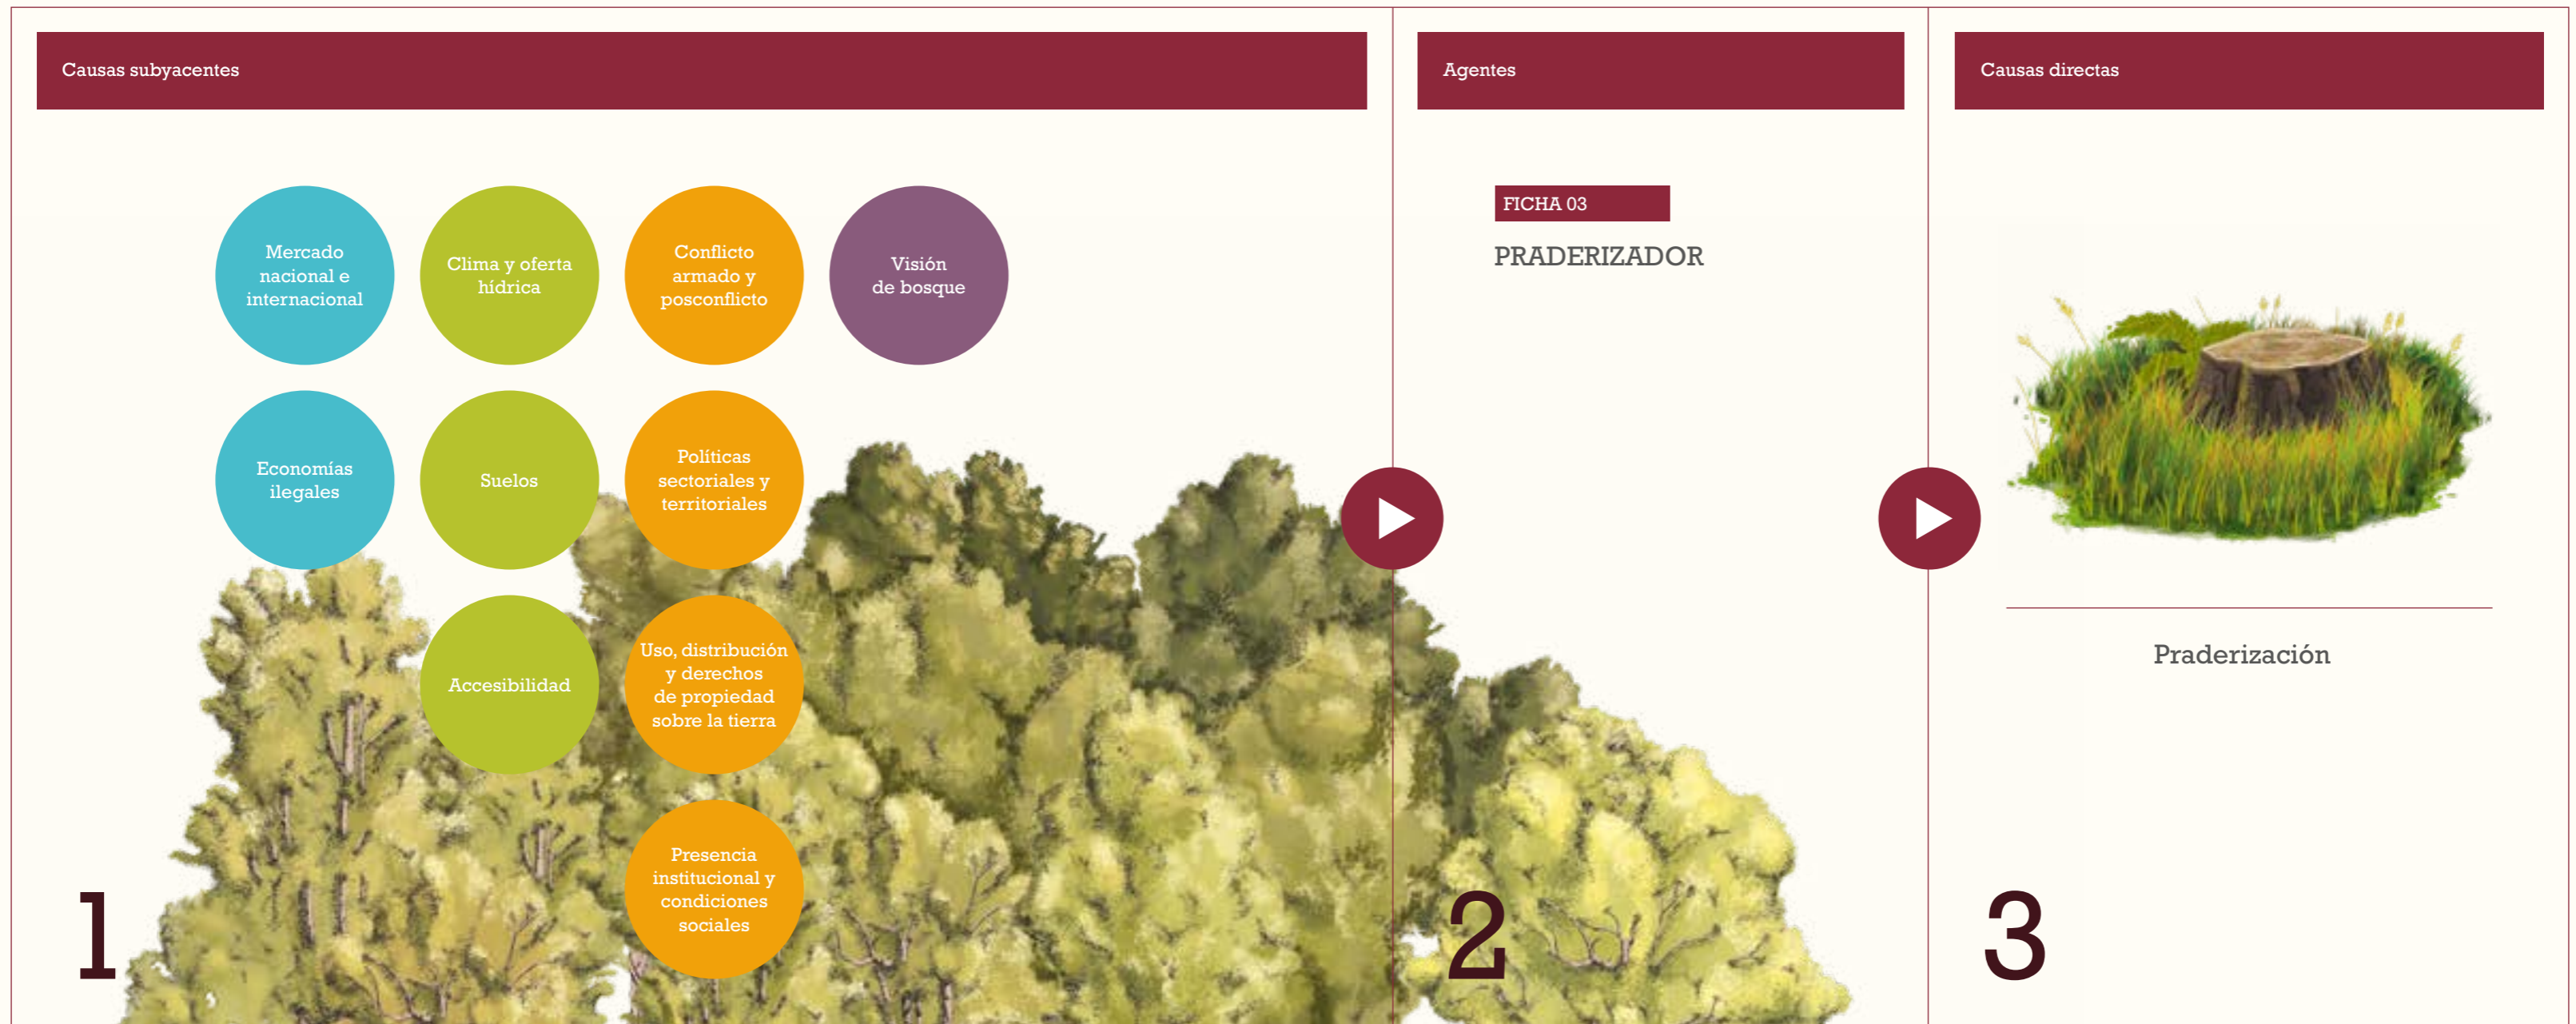 Causas subyacentes
Mercado
nacional e
internacional
Clima y oferta
hídrica
Conflicto
armado y
posconflicto
Visión
de bosque
Economías
ilegales
Suelos
Políticas
sectoriales y
territoriales
Accesibilidad
Uso, distribución
y derechos
de propiedad
sobre la tierra
Presencia
institucional y
condiciones
sociales
1
Agentes
FICHA 03
PRADERIZADOR
2
Causas directas
Praderización
3